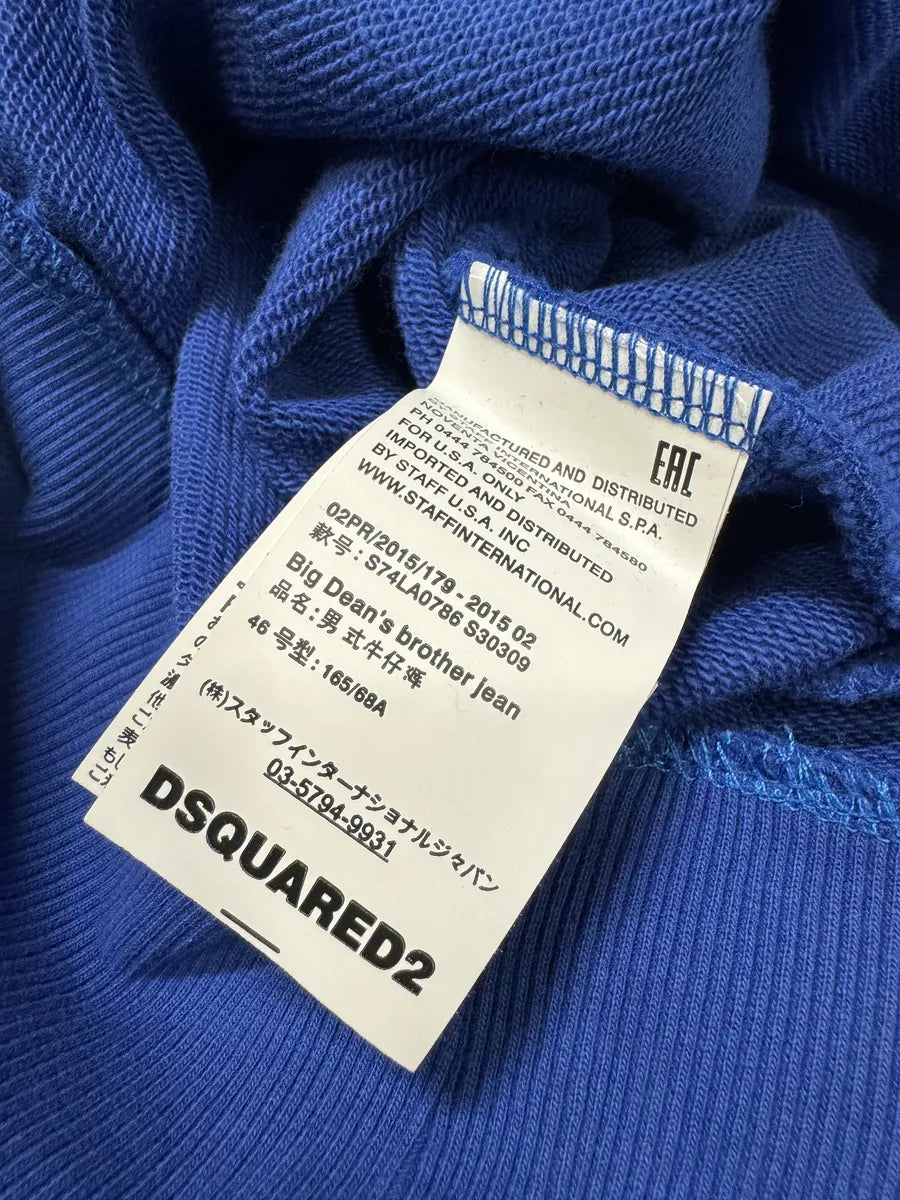 EAC
MANUFACTURED AND DISTRIBUTED
NOVENTA INTERNATIONAL S.P.A.
VICENTINA
PH 0444 784500 FAX 0444 784580
FOR U.S.A. ONLY
IMPORTED AND DISTRIBUTED
BY STAFF U.S.A. INC
WWW.STAFFINTERNATIONAL.COM
02PR/2015/179 - 2015 02
款号: S74LA0786 S30309
Big Dean's brother jean
品名: 男式牛仔裤
46 号型: 165/68A
(株)スタッフインターナショナルジャパン
03-5794-9931
DSQUARED2